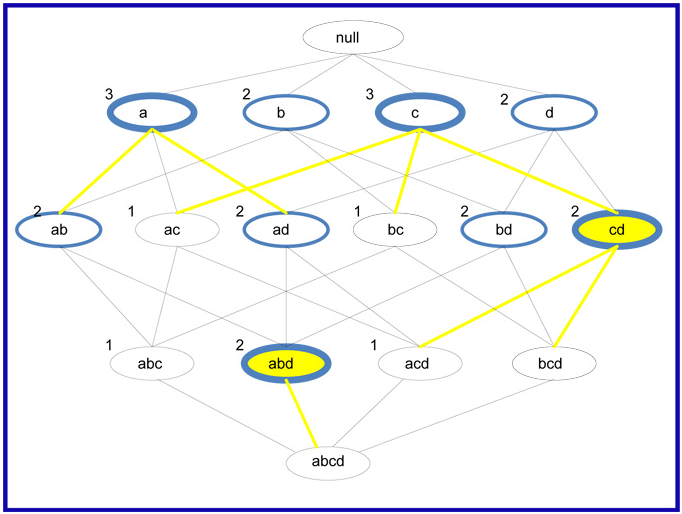 null
3 a 2 b 3 c 2 d
2 ab 1 ac 2 ad 1 bc 2 bd 2 cd
1 abc 2 abd 1 acd bcd
abcd